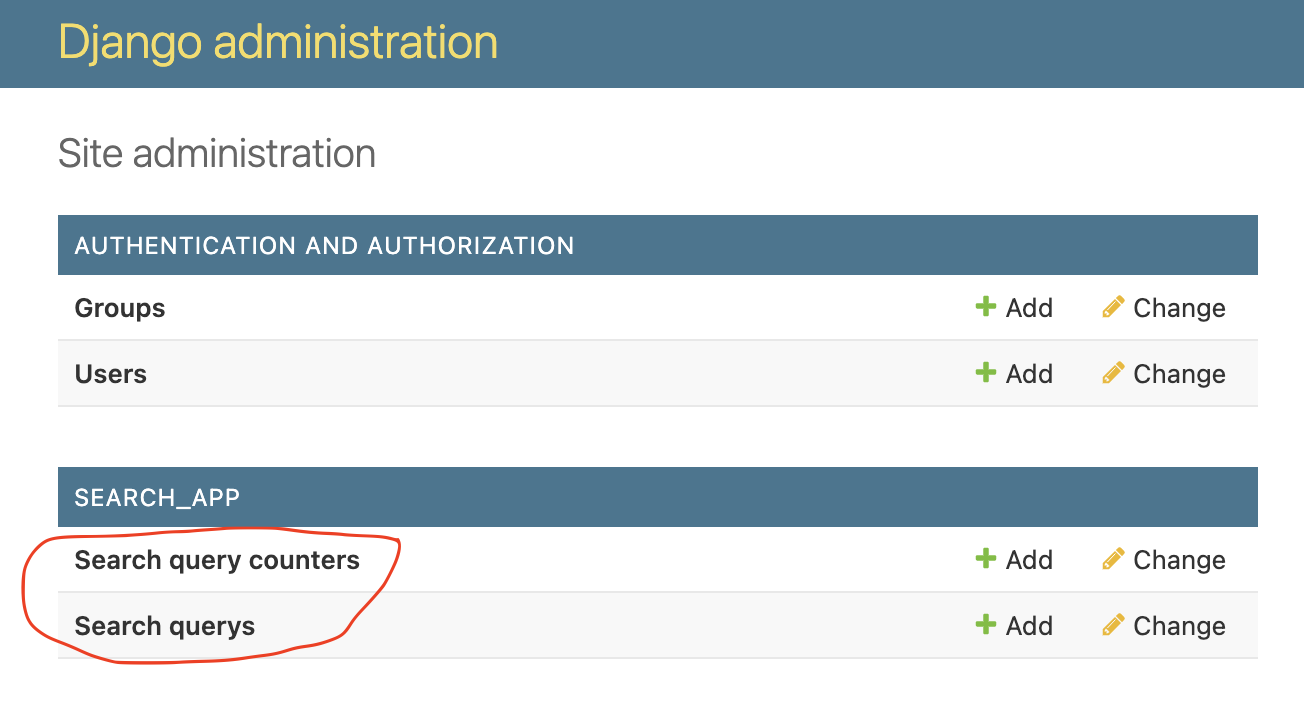 Django administration
Site administration
AUTHENTICATION AND AUTHORIZATION
Groups Add Change
Users Add Change
SEARCH_APP
Search query counters Add Change
Search querys Add Change